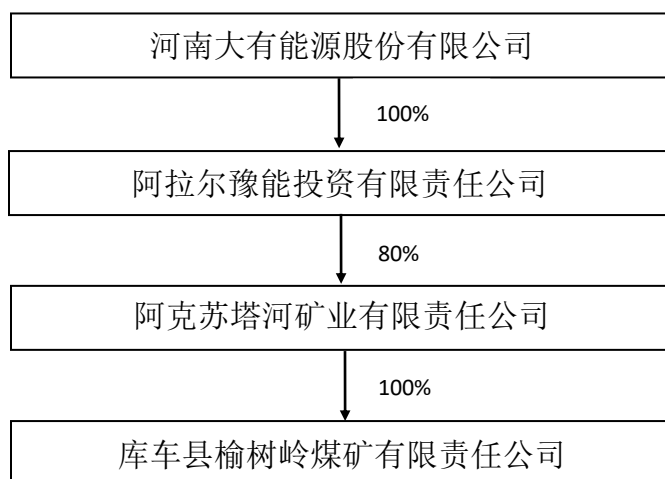 河南大有能源股份有限公司
100%
阿拉尔豫能投资有限责任公司
80%
阿克苏塔河矿业有限责任公司
100%
库车县榆树岭煤矿有限责任公司